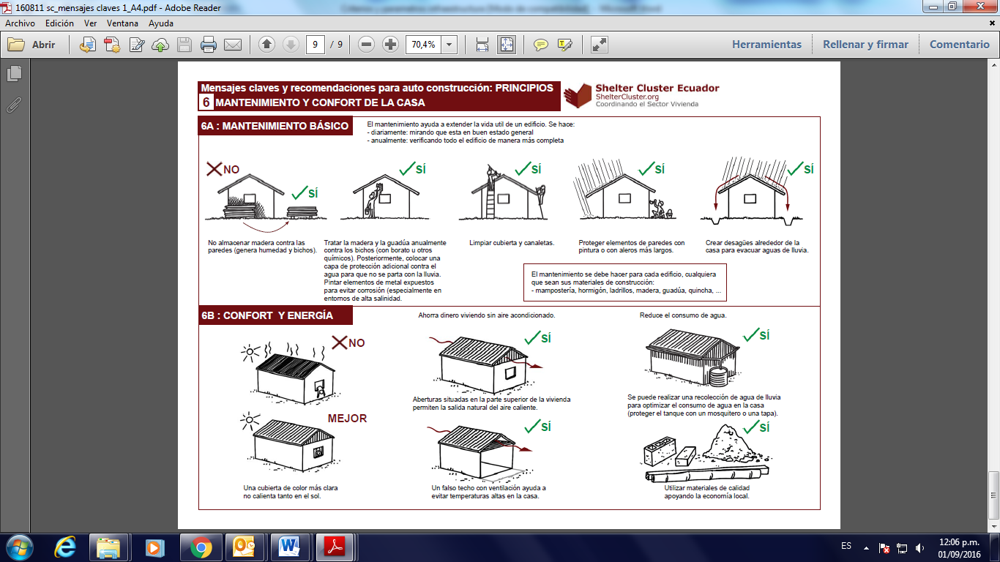 160811 sc_mensajes claves 1_A4.pdf - Adobe Reader
Archivo Edición Ver Ventana Ayuda
Abrir 9 / 9 70,4% Herramientas Rellenar y firmar Comentario
Mensajes claves y recomendaciones para auto construcción: PRINCIPIOS
6 MANTENIMIENTO Y CONFORT DE LA CASA
Shelter Cluster Ecuador
ShelterCluster.org
Coordinando el Sector Vivienda
6A : MANTENIMIENTO BÁSICO
El mantenimiento ayuda a extender la vida util de un edificio. Se hace:
- diariamente: mirando que esta en buen estado general
- anualmente: verificando todo el edificio de manera más completa
NO
SÍ
SÍ
SÍ
SÍ
SÍ
No almacenar madera contra las
paredes (genera humedad y bichos).
Tratar la madera y la guadúa anualmente
contra los bichos (con borato u otros
químicos). Posteriormente, colocar una
capa de protección adicional contra el
agua para que no se parta con la lluvia.
Pintar elementos de metal expuestos
para evitar corrosión (especialmente en
entornos de alta salinidad.
Limpiar cubierta y canaletas.
Proteger elementos de paredes con
pintura o con aleros más largos.
Crear desagües alrededor de la
casa para evacuar aguas de lluvia.
El mantenimiento se debe hacer para cada edificio, cualquiera
que sean sus materiales de construcción:
- mampostería, hormigón, ladrillos, madera, guadúa, quincha, ...
6B : CONFORT Y ENERGÍA
NO
MEJOR
Una cubierta de color más clara
no calienta tanto en el sol.
Ahorra dinero viviendo sin aire acondicionado.
SÍ
Aberturas situadas en la parte superior de la vivienda
permiten la salida natural del aire caliente.
SÍ
Un falso techo con ventilación ayuda a
evitar temperaturas altas en la casa.
Reduce el consumo de agua.
SÍ
Se puede realizar una recolección de agua de lluvia
para optimizar el consumo de agua en la casa
(proteger el tanque con un mosquitero o una tapa).
SÍ
Utilizar materiales de calidad
apoyando la economía local.
ES
12:06 p.m.
01/09/2016